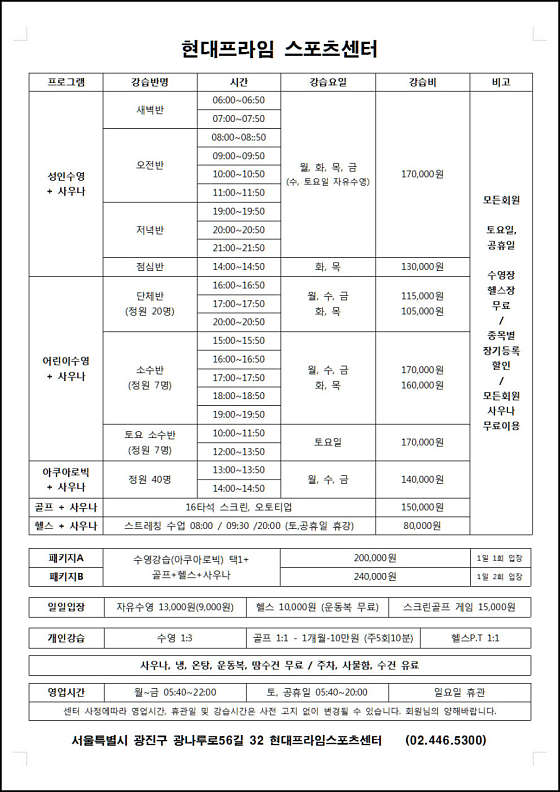 현대프라임 스포츠센터
프로그램 강습반명 시간 강습요일 강습비 비고
성인수영 + 사우나
새벽반
06:00~06:50
07:00~07:50
오전반
08:00~08::50
09:00~09:50
10:00~10:50
11:00~11:50
저녁반
19:00~19:50
20:00~20:50
21:00~21:50
월, 화, 목, 금
(수, 토요일 자유수영)
170,000원
점심반 14:00~14:50 화, 목 130,000원
어린이수영 + 사우나
단체반
(정원 20명)
16:00~16:50
17:00~17:50
20:00~20:50
월, 수, 금 115,000원
화, 목 105,000원
소수반
(정원 7명)
15:00~15:50
16:00~16:50
17:00~17:50
18:00~18:50
19:00~19:50
월, 수, 금 170,000원
화, 목 160,000원
토요 소수반
(정원 7명)
10:00~11:50
12:00~13:50
토요일 170,000원
아쿠아로빅 + 사우나
정원 40명
13:00~13:50
14:00~14:50
월, 수, 금 140,000원
골프 + 사우나 16타석 스크린, 오토티업 150,000원
헬스 + 사우나 스트레칭 수업 08:00 / 09:30 /20:00 (토,공휴일 휴강) 80,000원
모든회원
토요일,
공휴일
수영장
헬스장
무료
/
종목별
장기등록
할인
/
모든회원
사우나
무료이용
패키지A 200,000원 1일 1회 입장
수영강습(아쿠아로빅) 택1+
골프+헬스+사우나
패키지B 240,000원 1일 2회 입장
일일입장 자유수영 13,000원(9,000원) 헬스 10,000원 (운동복 무료) 스크린골프 게임 15,000원
개인강습 수영 1:3 골프 1:1 - 1개월-10만원 (주5회10분) 헬스P.T 1:1
사우나, 냉, 온탕, 운동복, 땀수건 무료 / 주차, 사물함, 수건 유료
영업시간 월~금 05:40~22:00 토, 공휴일 05:40~20:00 일요일 휴관
센터 사정에따라 영업시간, 휴관일 및 강습시간은 사전 고지 없이 변경될 수 있습니다. 회원님의 양해바랍니다.
서울특별시 광진구 광나루로56길 32 현대프라임스포츠센터 (02.446.5300)